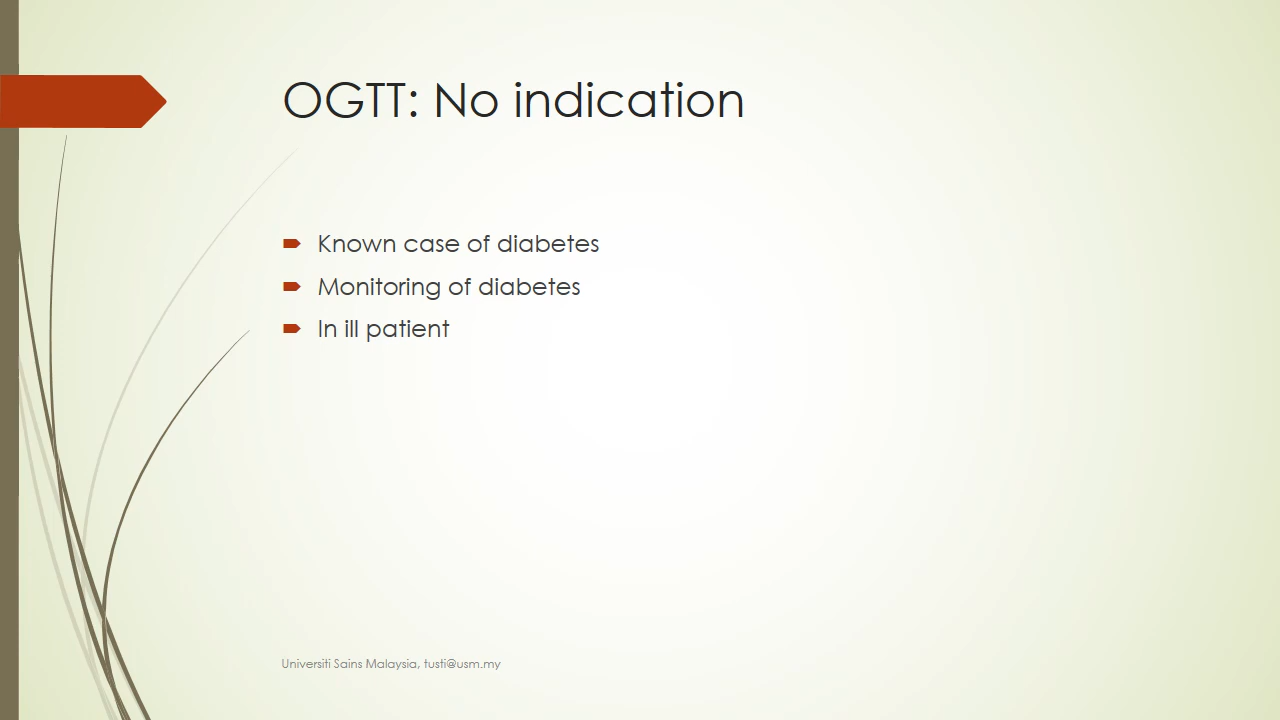 OGTT: No indication
Known case of diabetes
Monitoring of diabetes
In ill patient
Universiti Sains Malaysia, tusti@usm.my